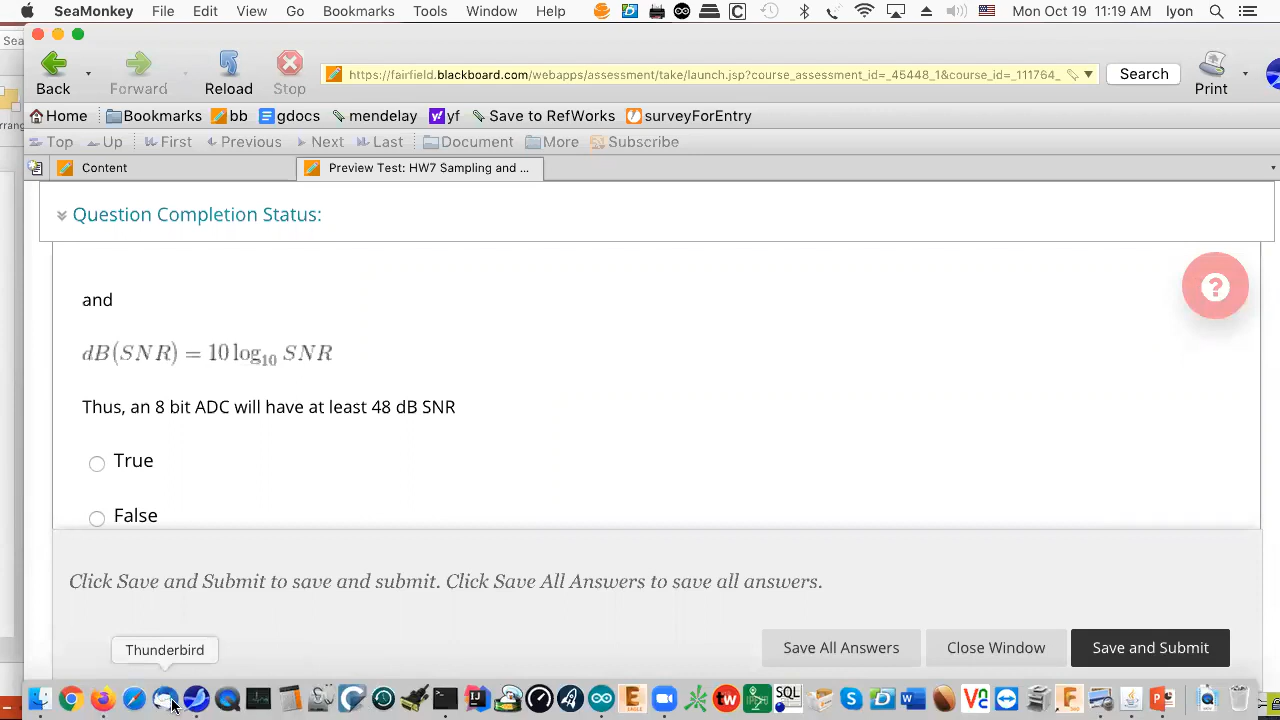 SeaMonkey File Edit View Go Bookmarks Tools Window Help Mon Oct 19 11:19 AM lyon
Sea
Back Forward Reload Stop https://fairfield.blackboard.com/webapps/assessment/take/launch.jsp?course_assessment_id=_45448_1&course_id=_111764_ Search Print
arrang
Home Bookmarks bb gdocs mendelay yf Save to RefWorks surveyForEntry
Top Up First Previous Next Last Document More Subscribe
Content Preview Test: HW7 Sampling and ...
Question Completion Status:
and
dB(SNR) = 10 log₁₀ SNR
Thus, an 8 bit ADC will have at least 48 dB SNR
True
False
Click Save and Submit to save and submit. Click Save All Answers to save all answers.
Save All Answers Close Window Save and Submit
Thunderbird